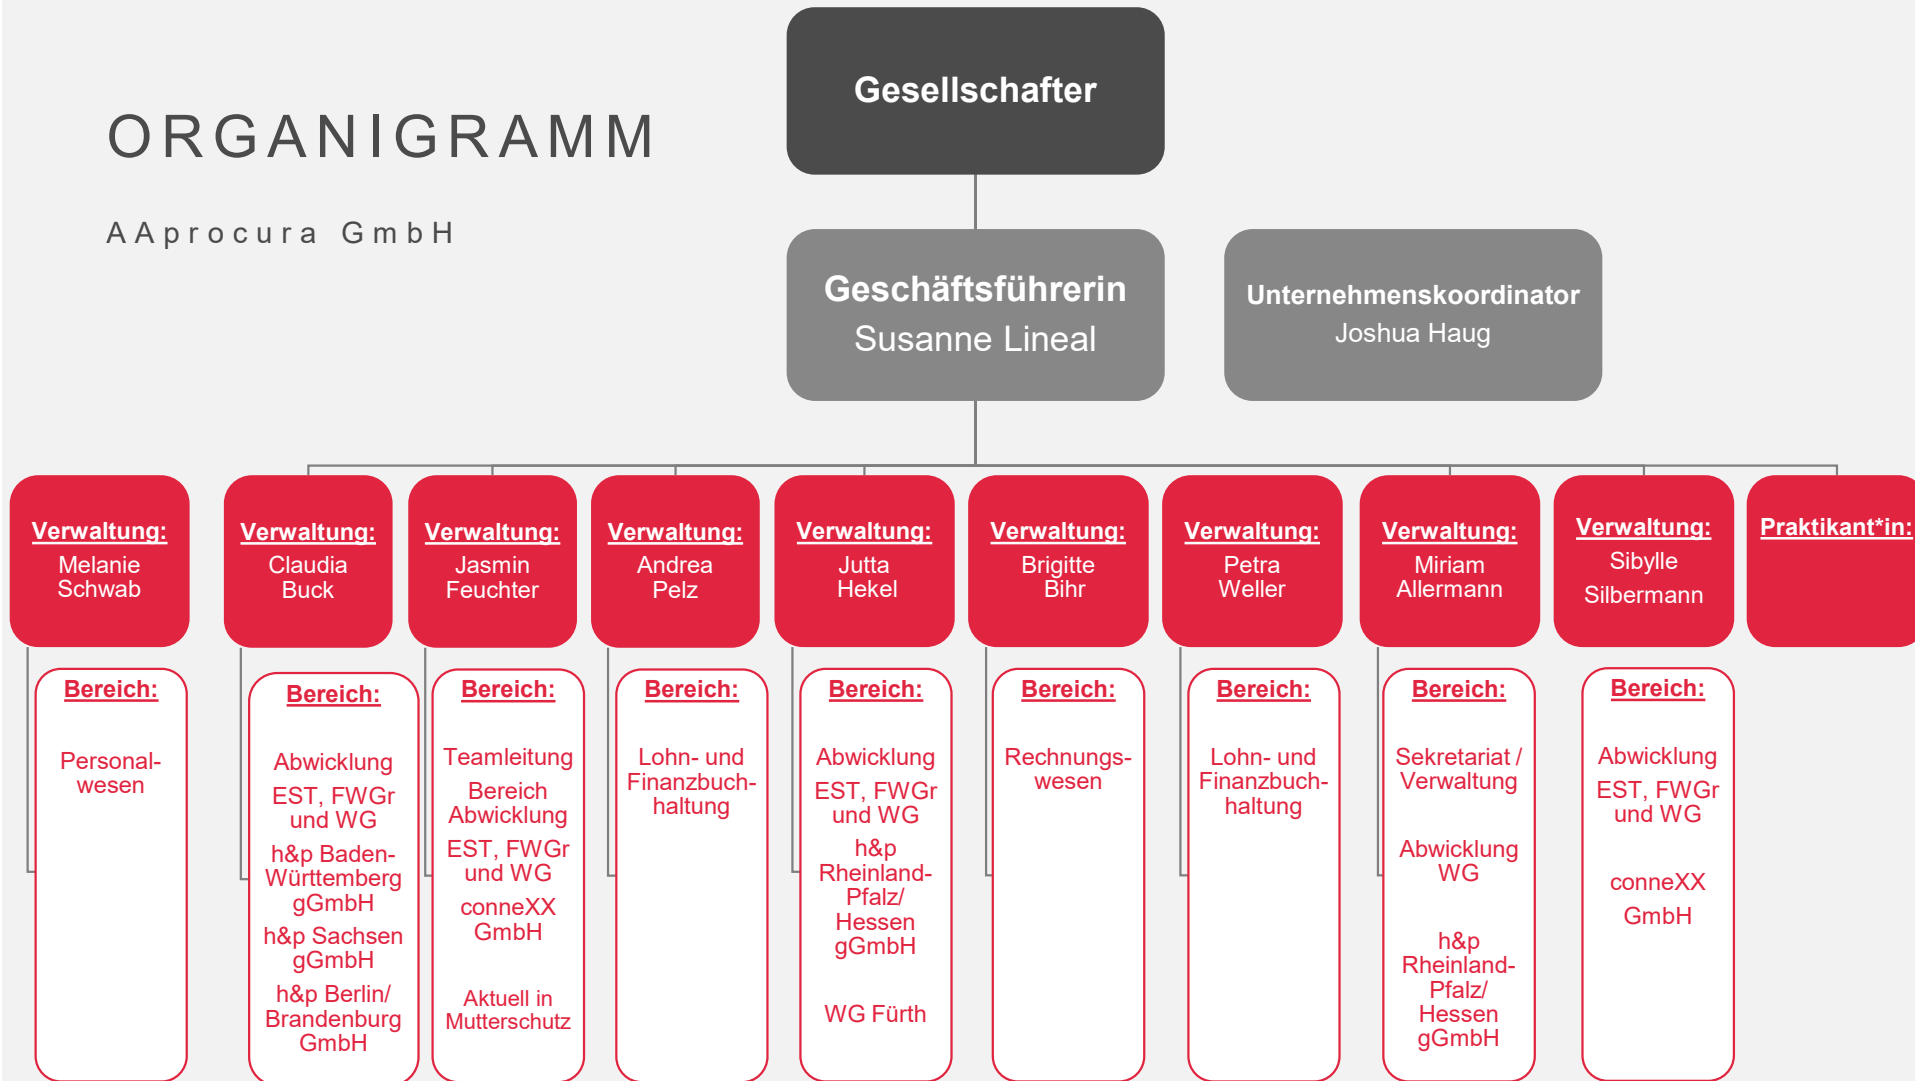 ORGANIGRAMM
AAprocura GmbH
Gesellschafter
Geschäftsführerin
Susanne Lineal
Unternehmenskoordinator
Joshua Haug
Verwaltung:
Melanie
Schwab
Verwaltung:
Claudia
Buck
Verwaltung:
Jasmin
Feuchter
Verwaltung:
Andrea
Pelz
Verwaltung:
Jutta
Hekel
Verwaltung:
Brigitte
Bihr
Verwaltung:
Petra
Weller
Verwaltung:
Miriam
Allermann
Verwaltung:
Sibylle
Silbermann
Praktikant*in:
Bereich:
Personal-
wesen
Bereich:
Abwicklung
EST, FWGr
und WG
h&p Baden-
Württemberg
gGmbH
h&p Sachsen
gGmbH
h&p Berlin/
Brandenburg
GmbH
Bereich:
Teamleitung
Bereich
Abwicklung
EST, FWGr
und WG
conneXX
GmbH
Aktuell in
Mutterschutz
Bereich:
Lohn- und
Finanzbuch-
haltung
Bereich:
Abwicklung
EST, FWGr
und WG
h&p
Rheinland-
Pfalz/
Hessen
gGmbH
WG Fürth
Bereich:
Rechnungs-
wesen
Bereich:
Lohn- und
Finanzbuch-
haltung
Bereich:
Sekretariat /
Verwaltung
Abwicklung
WG
h&p
Rheinland-
Pfalz/
Hessen
gGmbH
Bereich:
Abwicklung
EST, FWGr
und WG
conneXX
GmbH